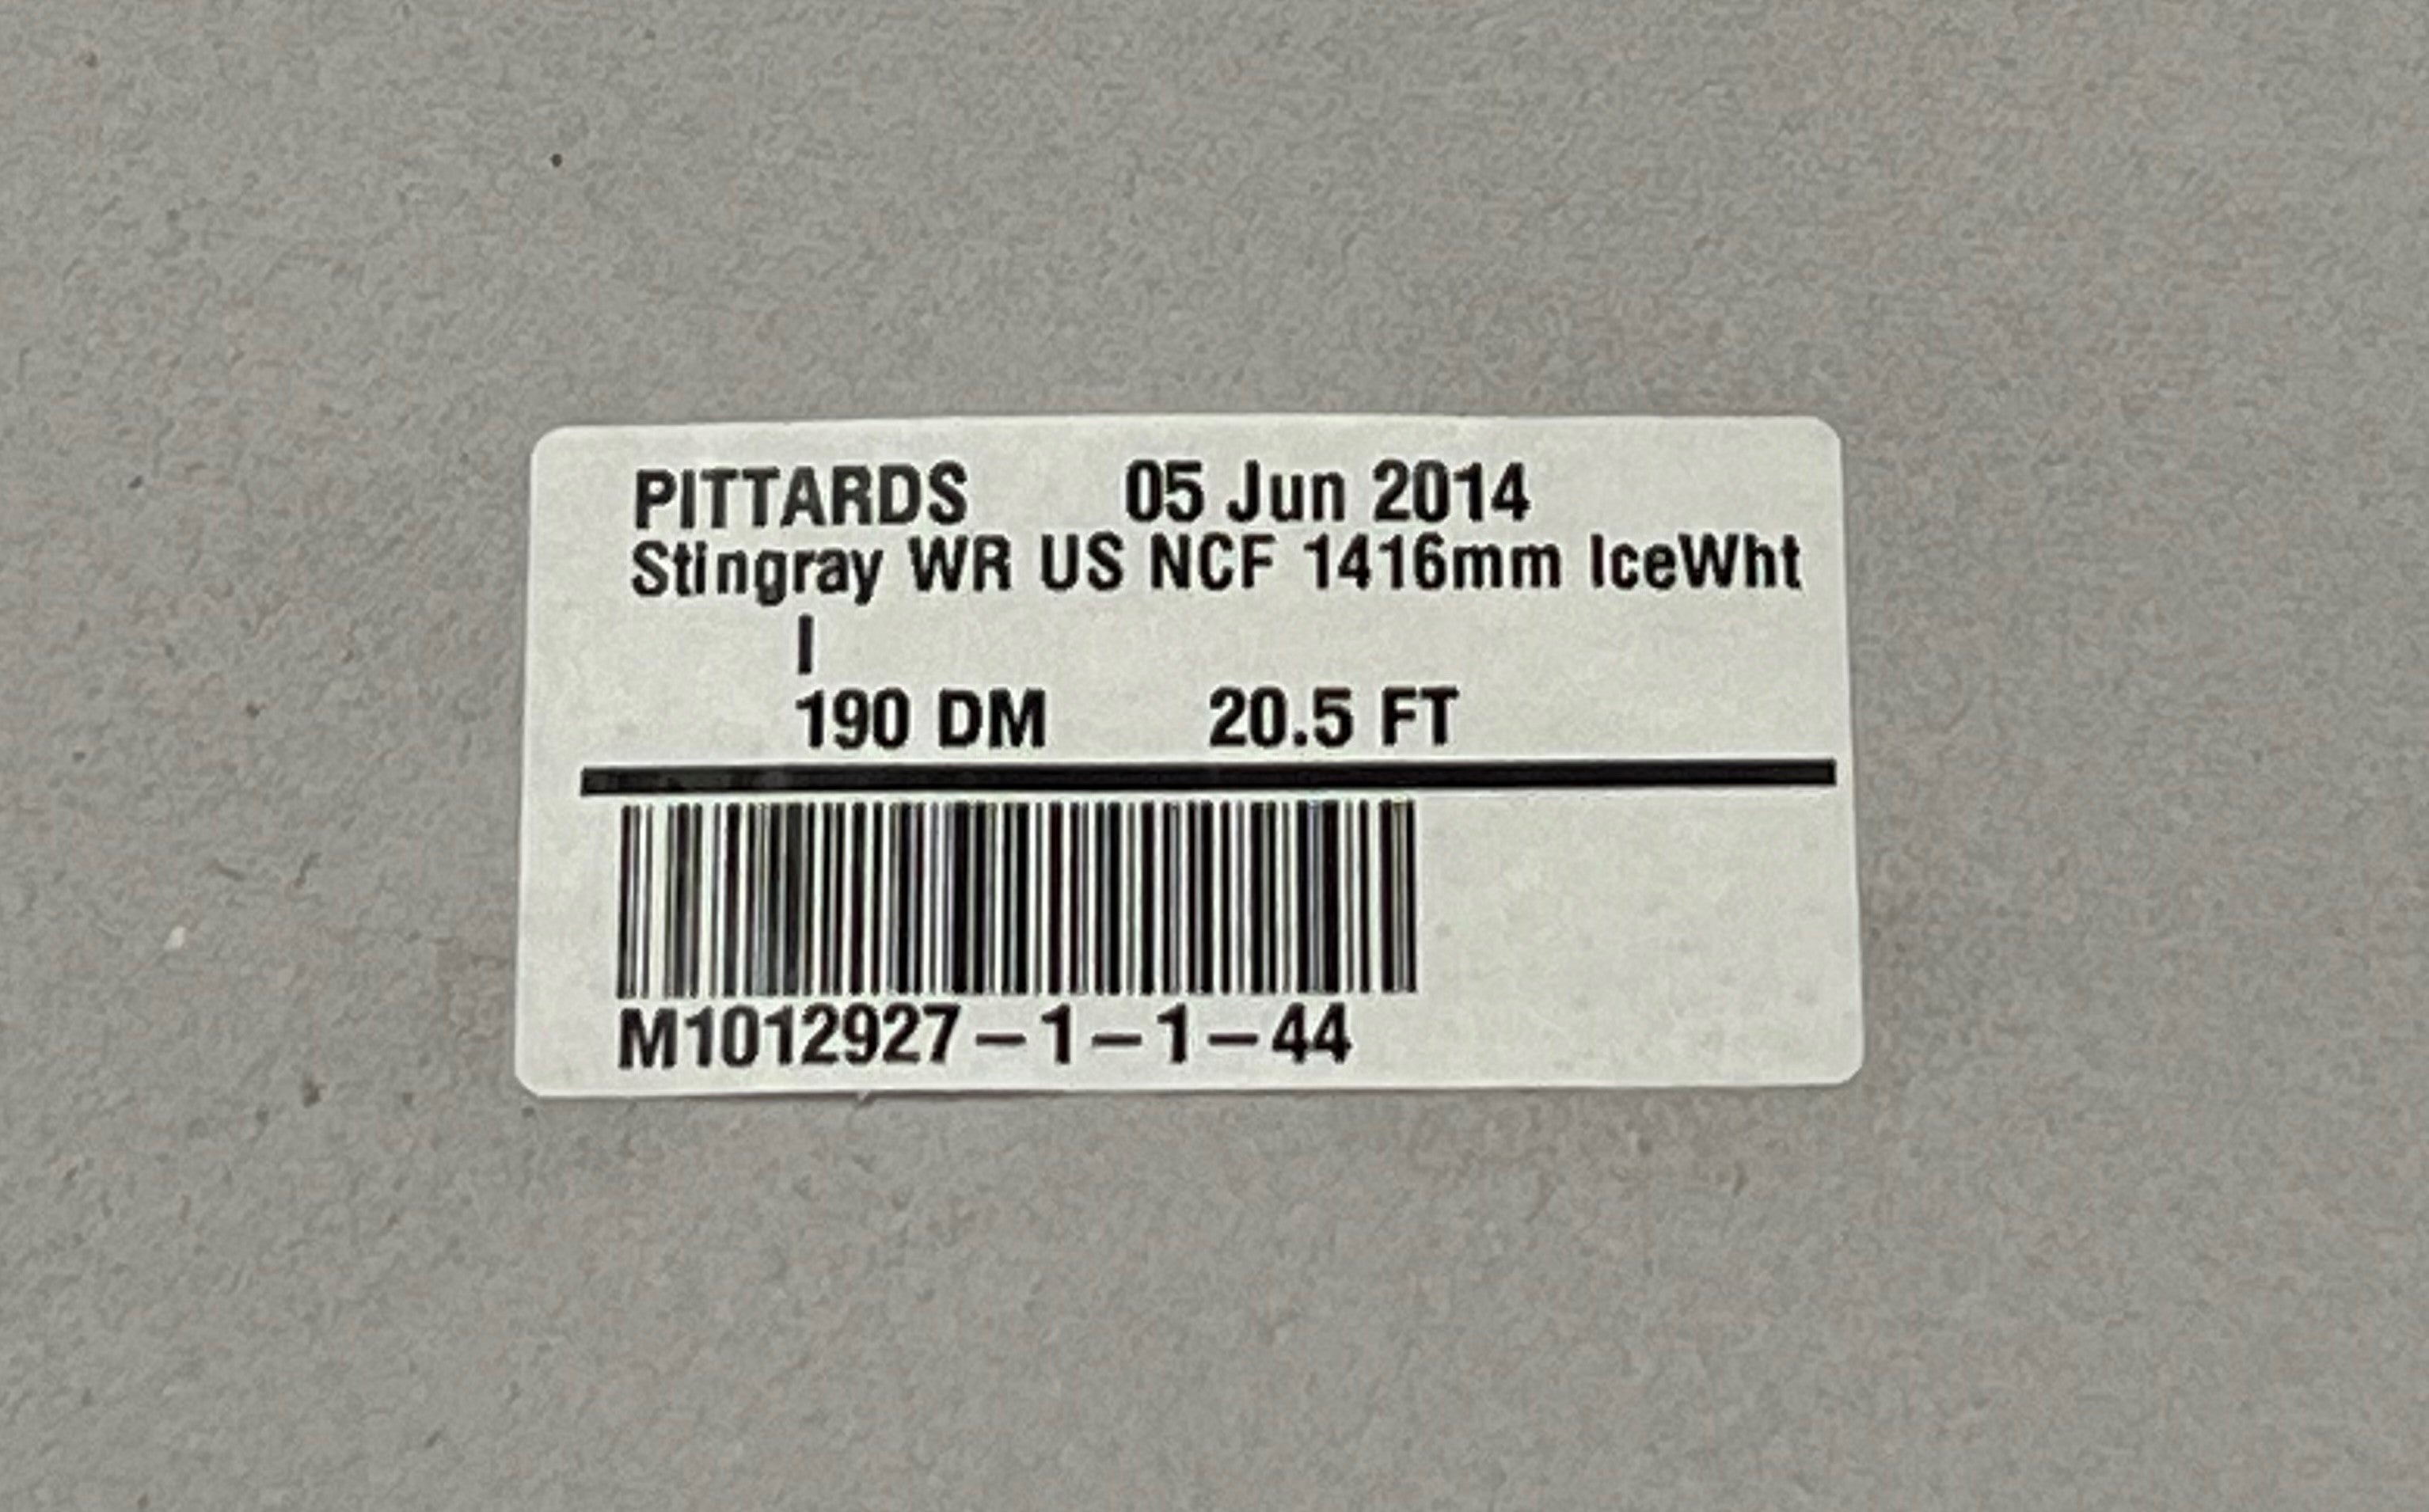 PITTARDS 05 Jun 2014
Stingray WR US NCF 1416mm IceWht
I
190 DM 20.5 FT
M1012927-1-1-44